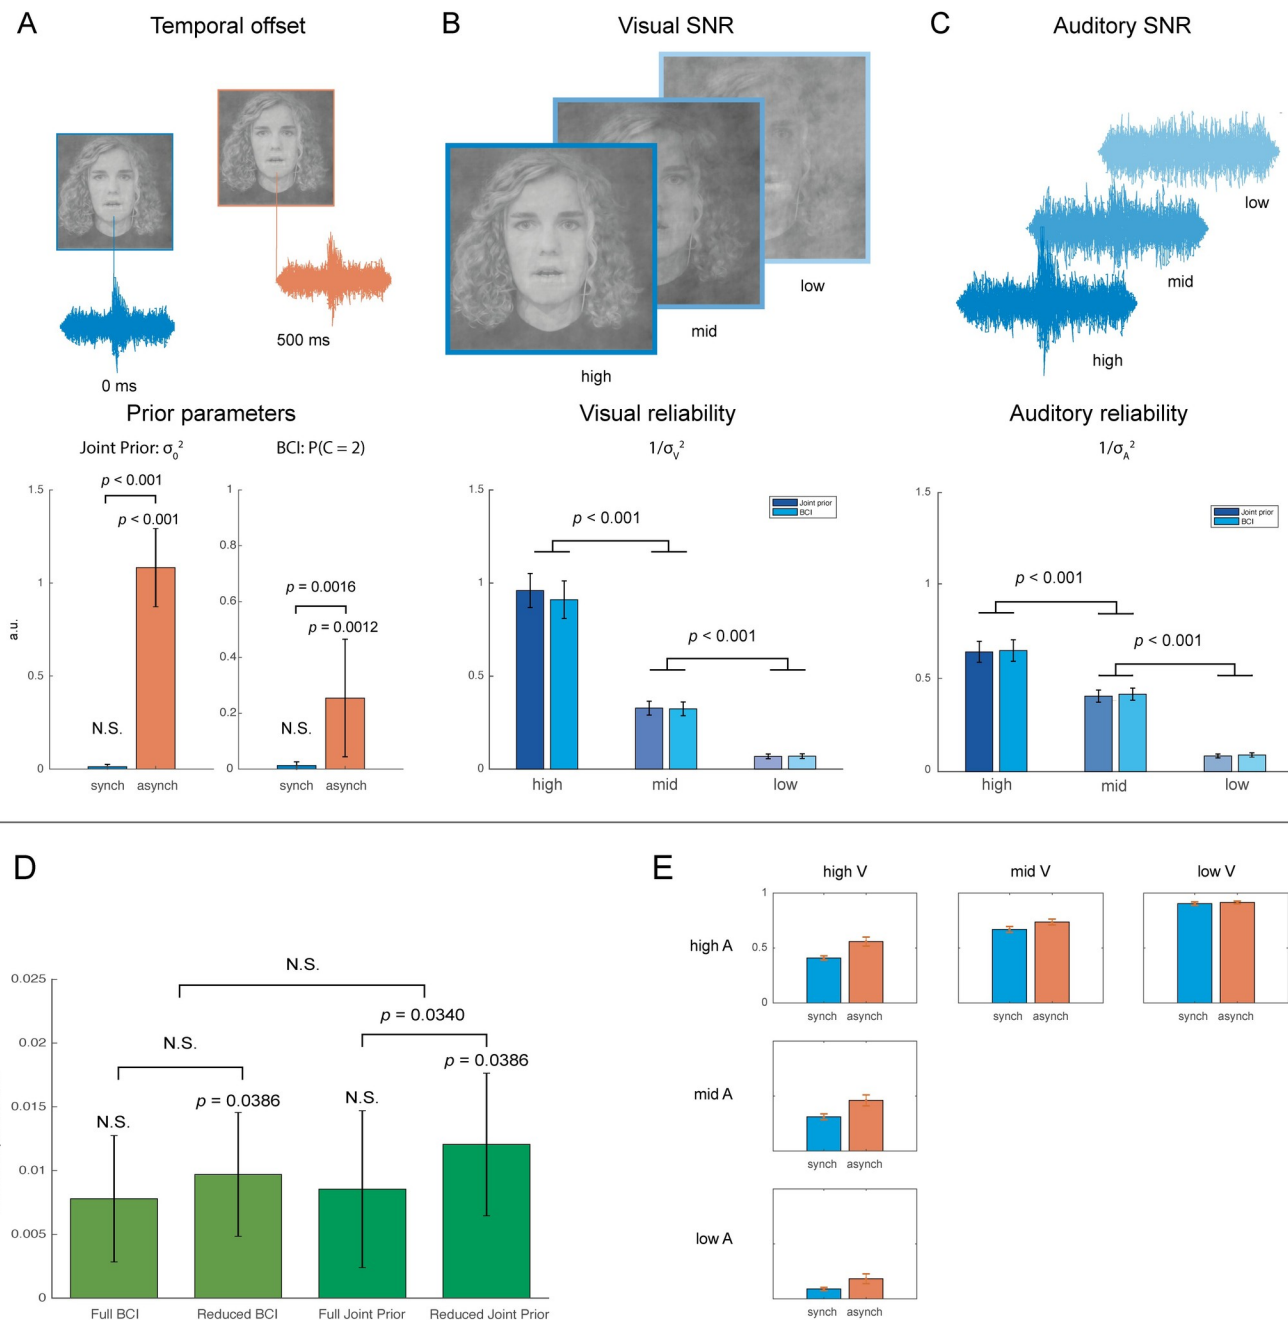 A Temporal offset
B Visual SNR
C Auditory SNR
0 ms
500 ms
high
mid
low
high
mid
low
Prior parameters
Joint Prior: σ₀²
BCI: P(C = 2)
a.u.
1.5
1
0.5
0
p < 0.001
p < 0.001
N.S.
synch asynch
1
0.8
0.6
0.4
0.2
0
p = 0.0016
p = 0.0012
N.S.
synch asynch
Visual reliability
1/σV²
1.5
1
0.5
0
Joint prior
BCI
p < 0.001
p < 0.001
high mid low
Auditory reliability
1/σA²
1.5
1
0.5
0
Joint prior
BCI
p < 0.001
p < 0.001
high mid low
D
0.025
0.02
0.015
0.01
0.005
0
N.S.
N.S.
p = 0.0340
N.S.
p = 0.0386
N.S.
p = 0.0386
Full BCI Reduced BCI Full Joint Prior Reduced Joint Prior
E
high V mid V low V
high A
1
0.5
0
synch asynch synch asynch synch asynch
mid A
synch asynch
low A
synch asynch